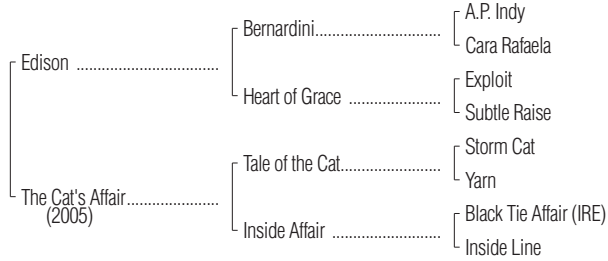 A.P. Indy
Bernardini
Cara Rafaela
Edison
Exploit
Heart of Grace
Subtle Raise
Storm Cat
Tale of the Cat
Yarn
The Cat's Affair
(2005)
Black Tie Affair (IRE)
Inside Affair
Inside Line